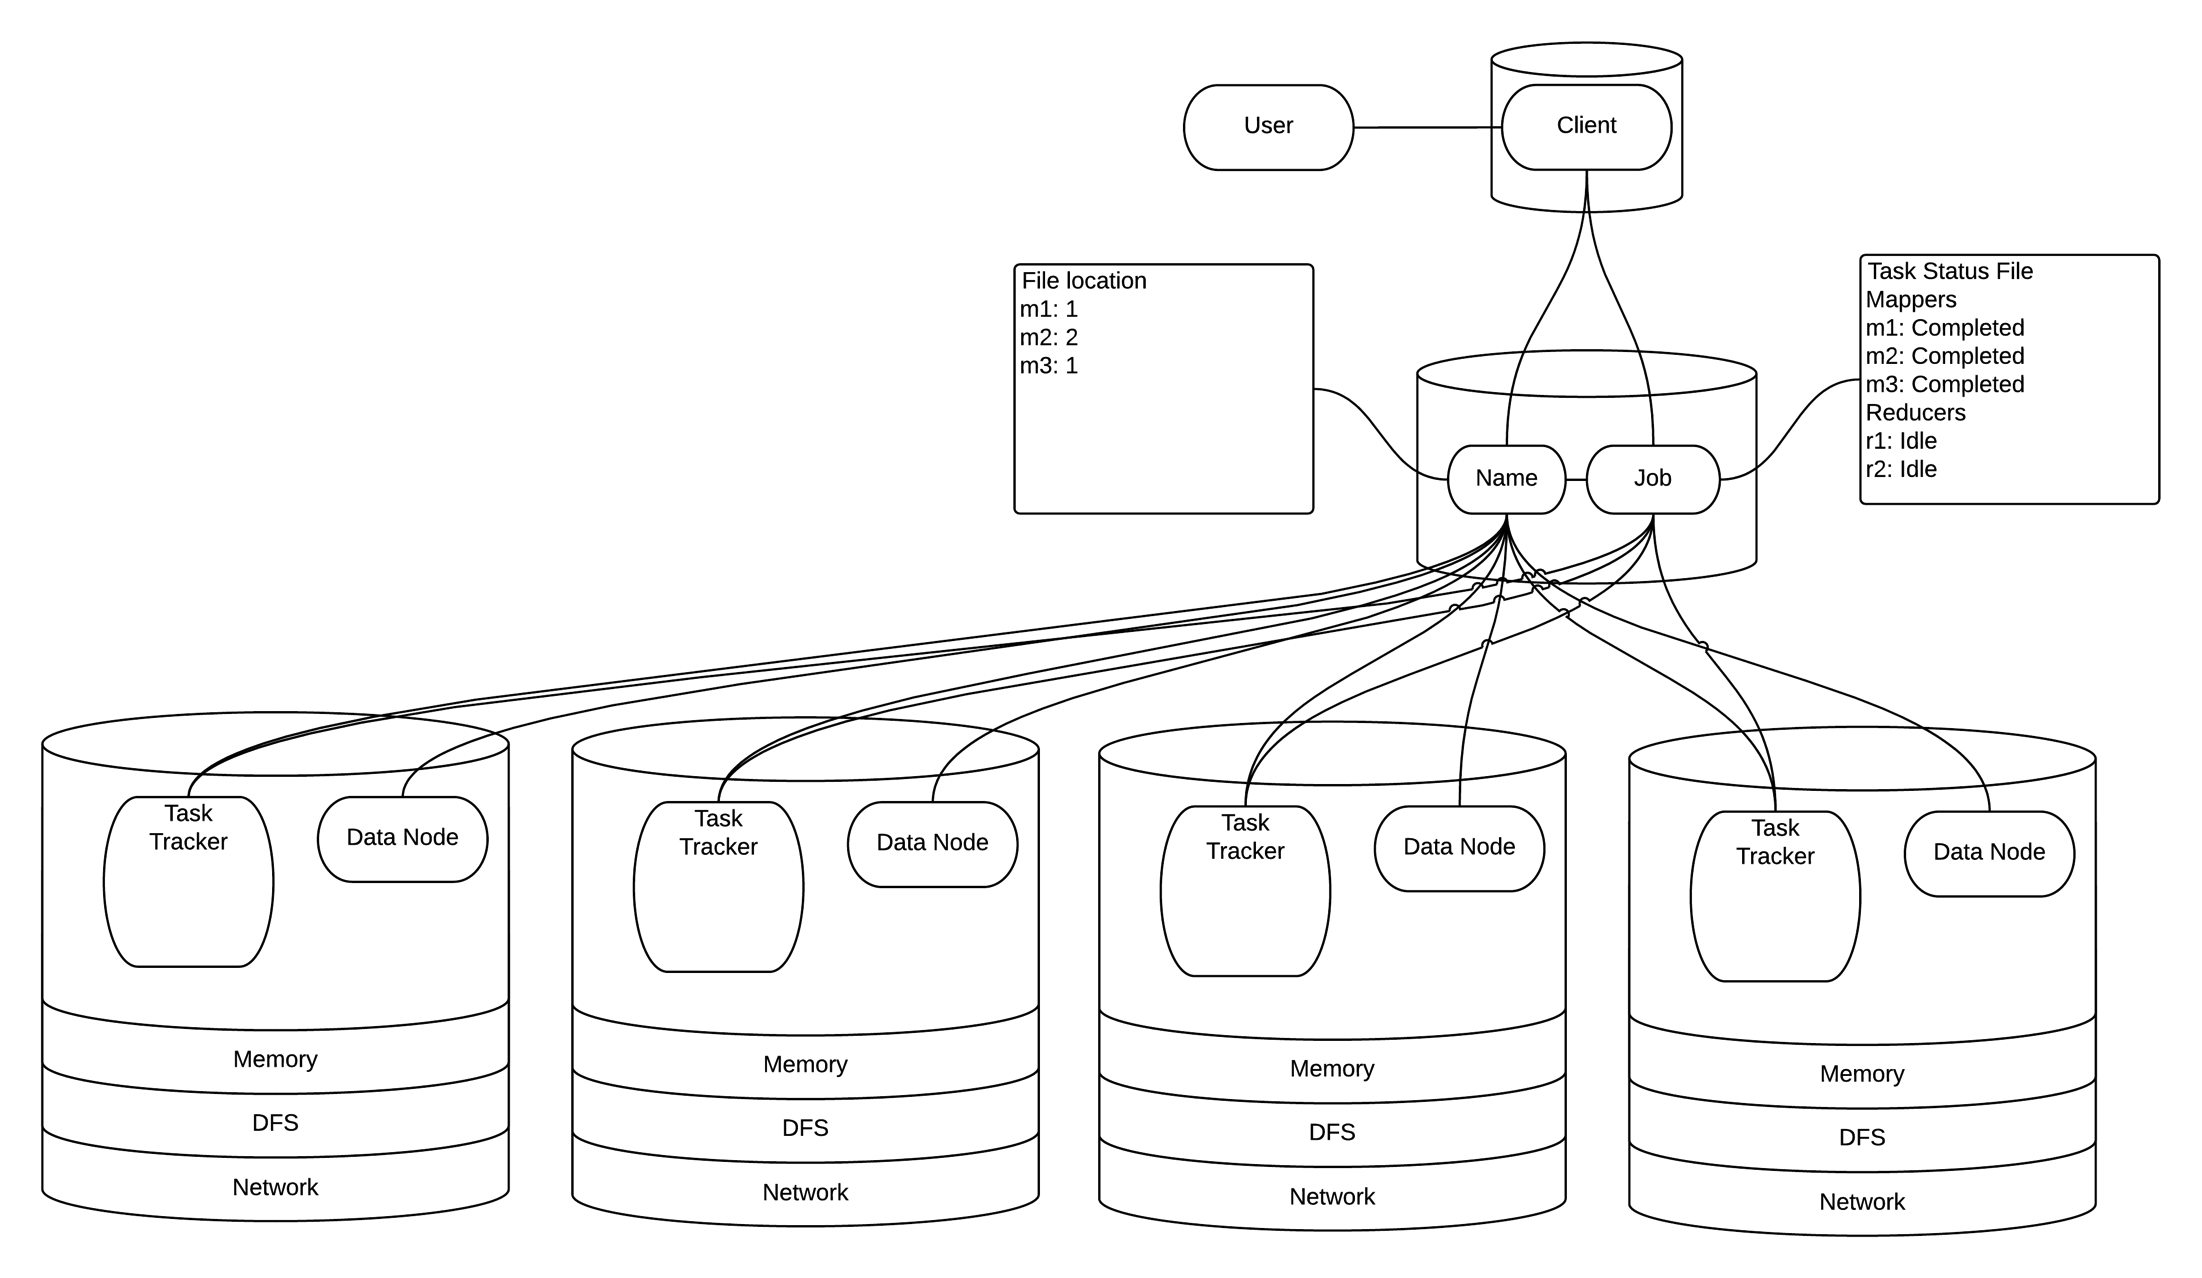 User
Client
File location
m1: 1
m2: 2
m3: 1
Task Status File
Mappers
m1: Completed
m2: Completed
m3: Completed
Reducers
r1: Idle
r2: Idle
Name
Job
Task
Tracker
Data Node
Memory
DFS
Network
Task
Tracker
Data Node
Memory
DFS
Network
Task
Tracker
Data Node
Memory
DFS
Network
Task
Tracker
Data Node
Memory
DFS
Network